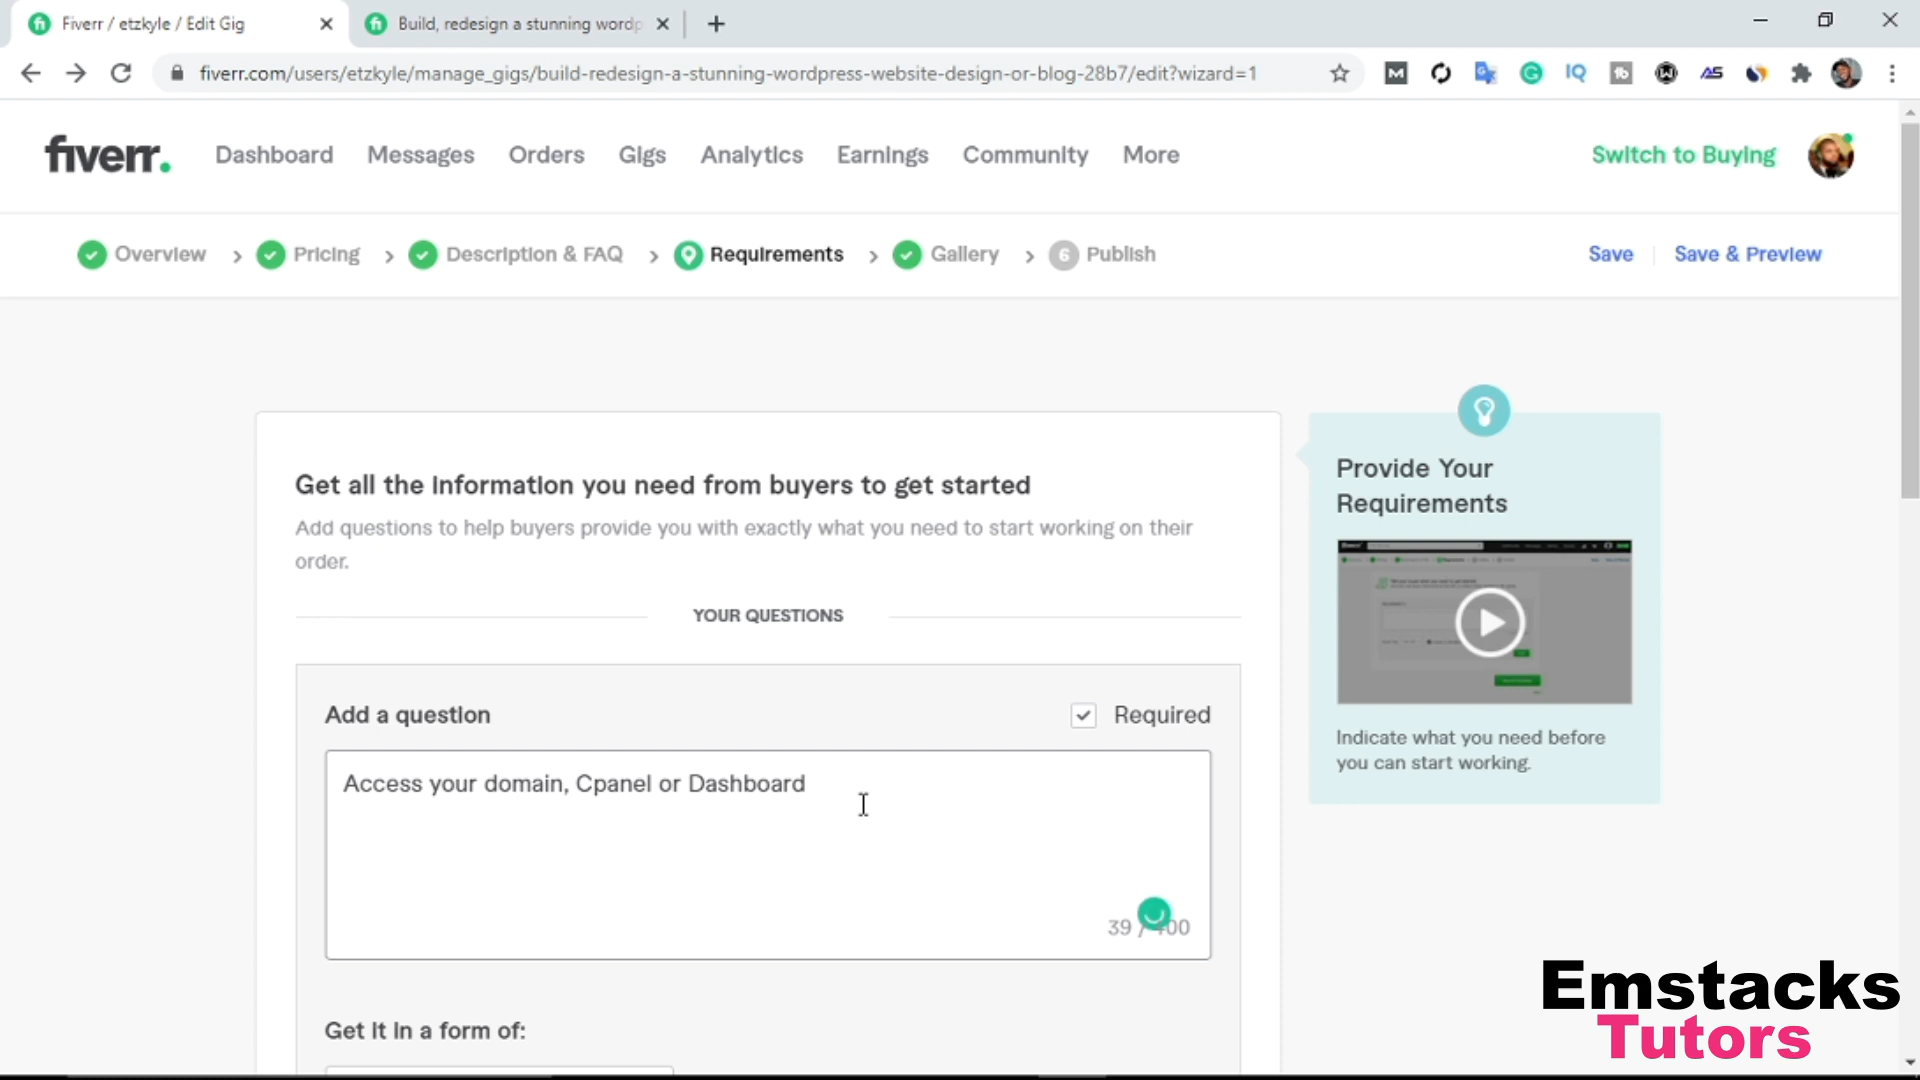 Fiverr / etzkyle / Edit Gig
Build, redesign a stunning wordp
fiverr.com/users/etzkyle/manage_gigs/build-redesign-a-stunning-wordpress-website-design-or-blog-28b7/edit?wizard=1
fiverr.
Dashboard Messages Orders Gigs Analytics Earnings Community More
Switch to Buying
Overview > Pricing > Description & FAQ > Requirements > Gallery > 6 Publish
Save Save & Preview
Get all the information you need from buyers to get started
Add questions to help buyers provide you with exactly what you need to start working on their
order.
YOUR QUESTIONS
Add a question
Required
Access your domain, Cpanel or Dashboard
39 /
Get it in a form of:
Provide Your
Requirements
Indicate what you need before
you can start working.
Emstacks
Tutors